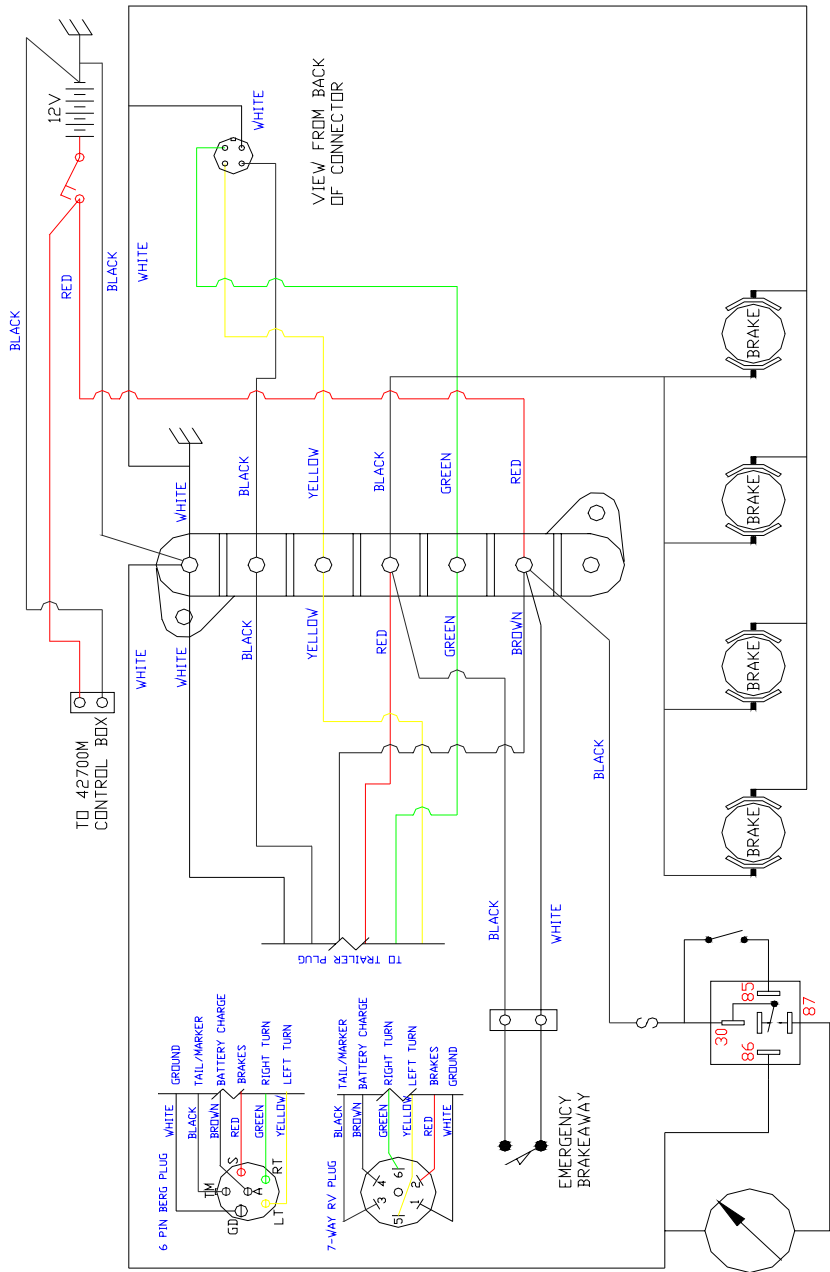 12V
BLACK
RED
BLACK
WHITE
WHITE
VIEW FROM BACK
OF CONNECTOR
WHITE
BLACK
YELLOW
BLACK
GREEN
RED
WHITE
WHITE
BLACK
YELLOW
RED
GREEN
BROWN
TO 42700M
CONTROL BOX
BRAKE
BRAKE
BRAKE
BRAKE
BLACK
TO TRAILER PLUG
BLACK
WHITE
EMERGENCY
BRAKEAWAY
S
30
85
86
87
6 PIN BERG PLUG
WHITE
GROUND
BLACK
TAIL/MARKER
BROWN
BATTERY CHARGE
RED
BRAKES
GREEN
RIGHT TURN
YELLOW
LEFT TURN
TM
S
GD
A
LT
RT
7-WAY RV PLUG
BLACK
TAIL/MARKER
BROWN
BATTERY CHARGE
GREEN
RIGHT TURN
YELLOW
LEFT TURN
RED
BRAKES
WHITE
GROUND
3
4
6
5
1
2